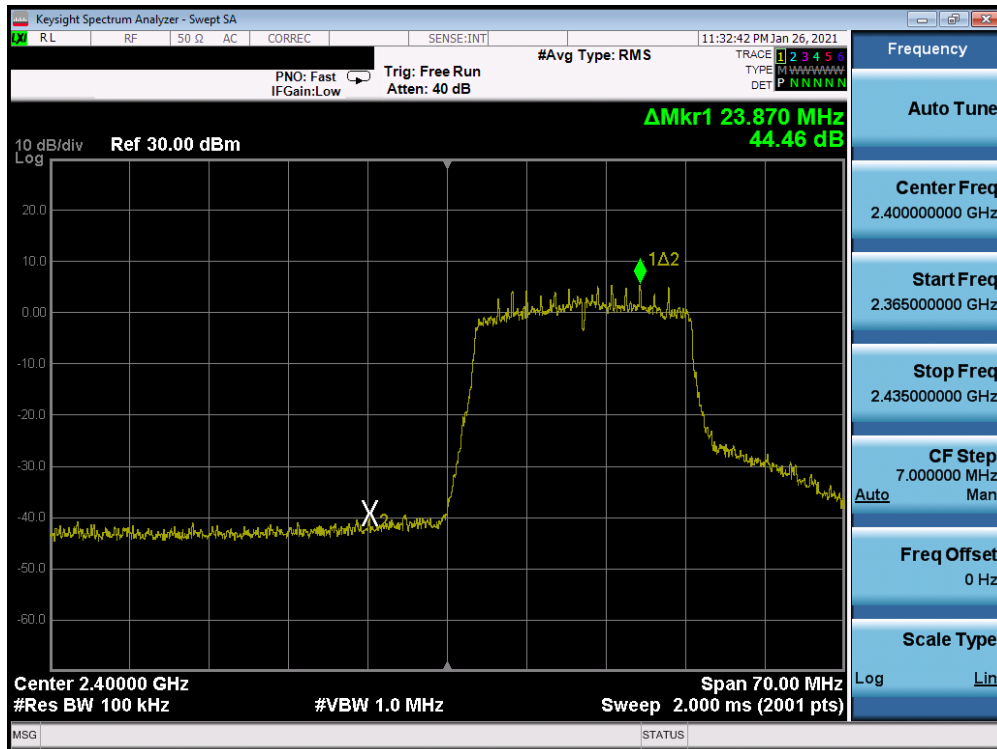 Keysight Spectrum Analyzer - Swept SA
LXI RL RF 50 Ω AC CORREC SENSE:INT 11:32:42 PM Jan 26, 2021
#Avg Type: RMS
TRACE 1 2 3 4 5 6
TYPE M WWWWW
DET P N N N N N
PNO: Fast Trig: Free Run
IFGain:Low Atten: 40 dB
ΔMkr1 23.870 MHz
44.46 dB
10 dB/div Ref 30.00 dBm
Log
20.0
10.0
0.00
-10.0
-20.0
-30.0
-40.0
-50.0
-60.0
1Δ2
X2
Center 2.40000 GHz Span 70.00 MHz
#Res BW 100 kHz #VBW 1.0 MHz Sweep 2.000 ms (2001 pts)
MSG STATUS
Frequency
Auto Tune
Center Freq
2.400000000 GHz
Start Freq
2.365000000 GHz
Stop Freq
2.435000000 GHz
CF Step
7.000000 MHz
Auto Man
Freq Offset
0 Hz
Scale Type
Log Lin